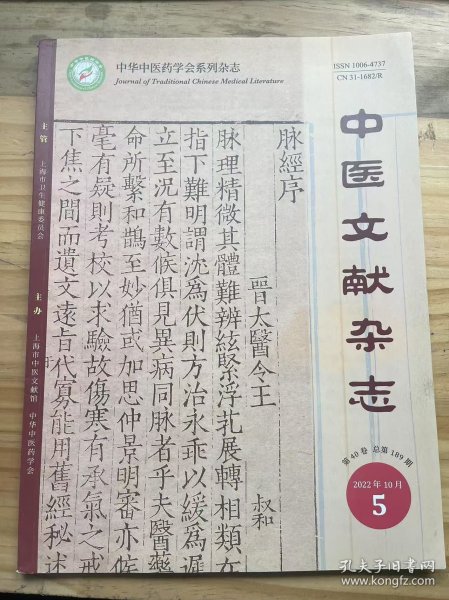 中华中医药学会系列杂志
Journal of Traditional Chinese Medical Literature
ISSN 1006-4737
CN 31-1682/R
中医文献杂志
第40卷 总第189期
2022年10月
5
主管
上海市卫生健康委员会
主办
上海市中医文献馆 中华中医药学会
脉經序
晉大醫令王
叔和
脉理精微其體難辨絃緊浮芤展轉相類在
指下難明謂沈爲伏則方治永乖以緩爲遲
立至況有數候俱見異病同脉者乎夫醫藥
命所繫和鵲至妙猶或加思仲景明審亦候
毫有疑則考校以求驗故傷寒有承氣之戒
下焦之間而遺文遠旨代寡能用舊經秘述
孔夫子旧书网
www.kongfz.com